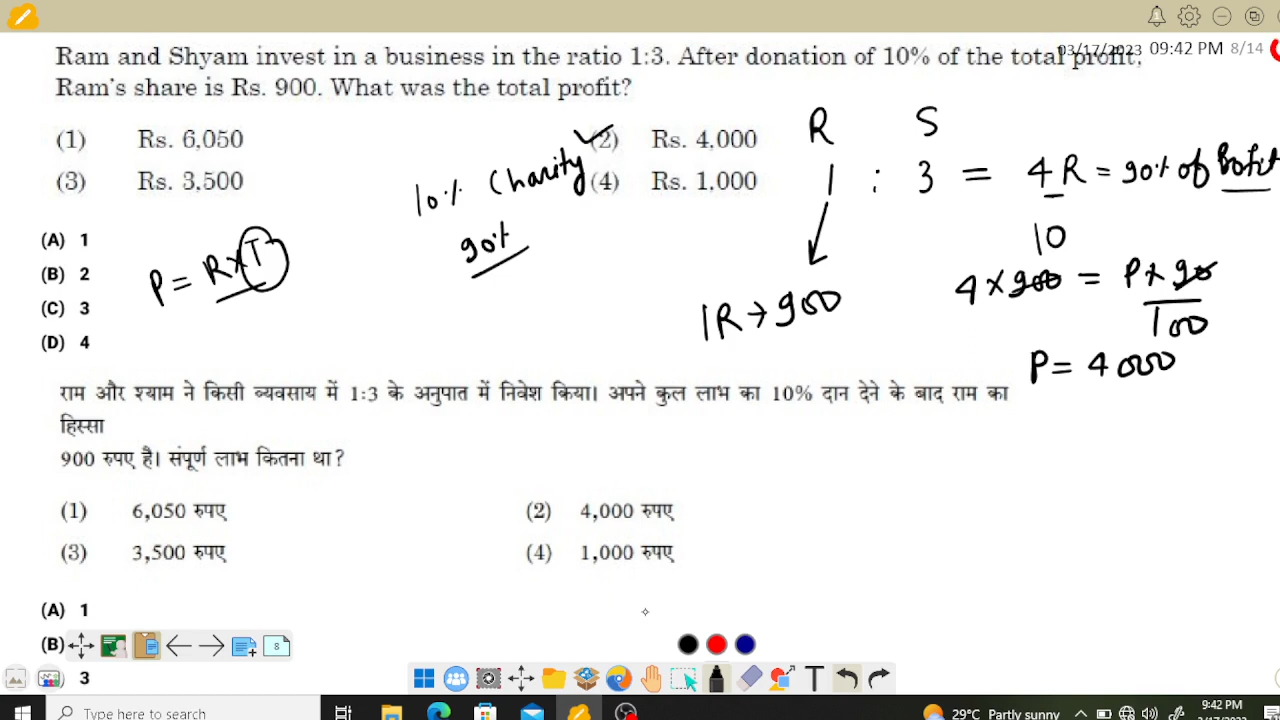 03/17/2023 09:42 PM 8/14
Ram and Shyam invest in a business in the ratio 1:3. After donation of 10% of the total profit,
Ram's share is Rs. 900. What was the total profit?
(1) Rs. 6,050 (2) Rs. 4,000
(3) Rs. 3,500 (4) Rs. 1,000
R S
1 : 3 = 4R = 90% of Profit
10% Charity
90%
(A) 1
(B) 2
(C) 3
(D) 4
P = R×T
1R → 900
10
4 × 900 = P × 90
100
P = 4000
राम और श्याम ने किसी व्यवसाय में 1:3 के अनुपात में निवेश किया। अपने कुल लाभ का 10% दान देने के बाद राम का
हिस्सा
900 रुपए है। संपूर्ण लाभ कितना था?
(1) 6,050 रुपए (2) 4,000 रुपए
(3) 3,500 रुपए (4) 1,000 रुपए
(A) 1
(B)
8
3
T
Type here to search
29°C Partly sunny
9:42 PM